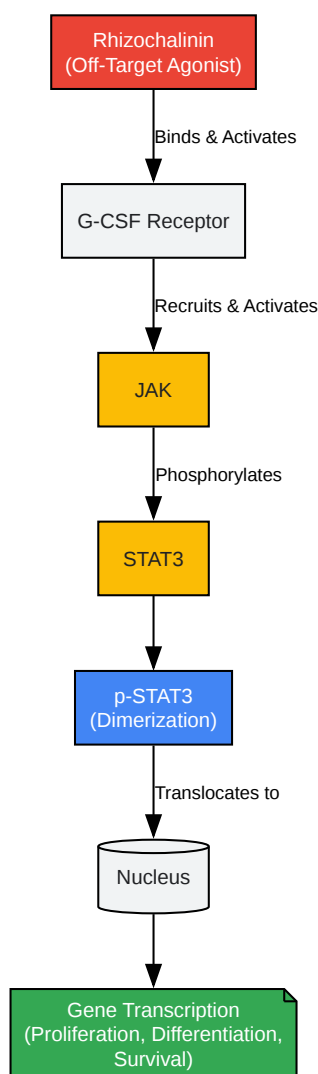 Rhizochalinin
(Off-Target Agonist)
Binds & Activates
G-CSF Receptor
Recruits & Activates
JAK
Phosphorylates
STAT3
p-STAT3
(Dimerization)
Translocates to
Nucleus
Gene Transcription
(Proliferation, Differentiation,
Survival)